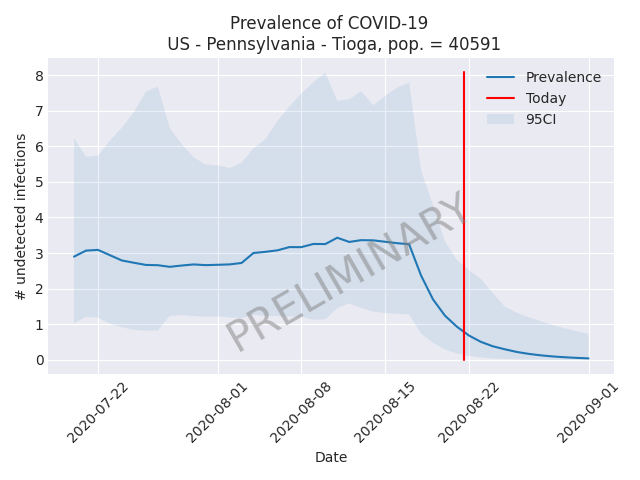 Prevalence of COVID-19
US - Pennsylvania - Tioga, pop. = 40591
8
7
6
5
4
3
2
1
0
# undetected infections
Prevalence
Today
95CI
PRELIMINARY
2020-07-22
2020-08-01
2020-08-08
2020-08-15
2020-08-22
2020-09-01
Date